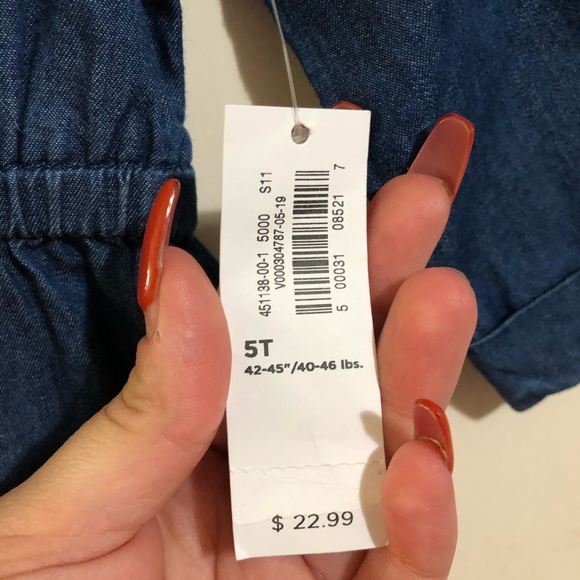 451138-00-1 5000 S11
V000304787-05-19
5 00031 08521 7
5T
42-45"/40-46 lbs.
$ 22.99